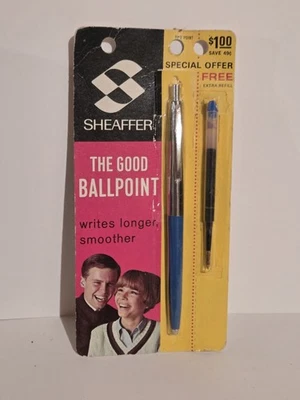 $1.00
SAVE 49¢
SPECIAL OFFER
FREE
EXTRA REFILL
SHEAFFER
THE GOOD
BALLPOINT
writes longer,
smoother